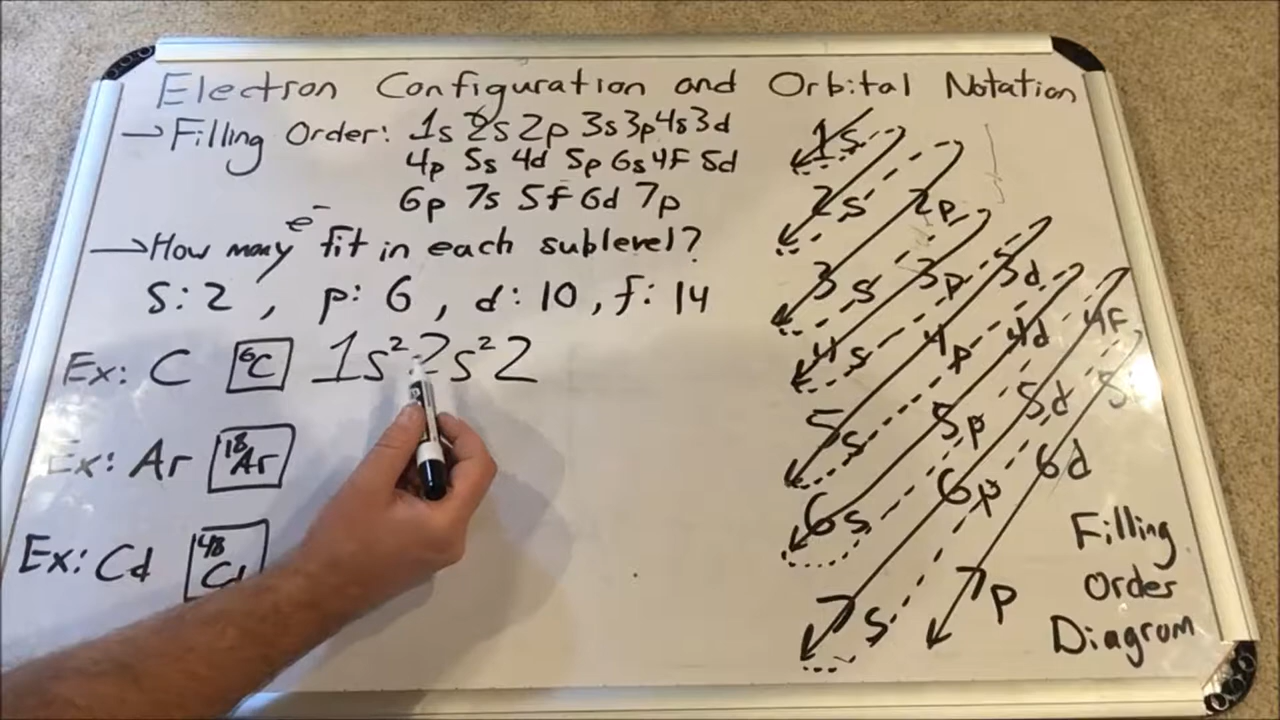 Electron Configuration and Orbital Notation
→Filling Order: 1s 2s 2p 3s 3p 4s 3d
4p 5s 4d 5p 6s 4f 5d
6p 7s 5f 6d 7p
→How many e⁻ fit in each sublevel?
s: 2, p: 6, d: 10, f: 14
Ex: C ⁶C 1s²2s²2
Ex: Ar ¹⁸Ar
Ex: Cd ⁴⁸Cd
1s
2s 2p
3s 3p 3d
4s 4p 4d 4f
5s 5p 5d
6s 6p 6d
7s 7p
Filling
Order
Diagram